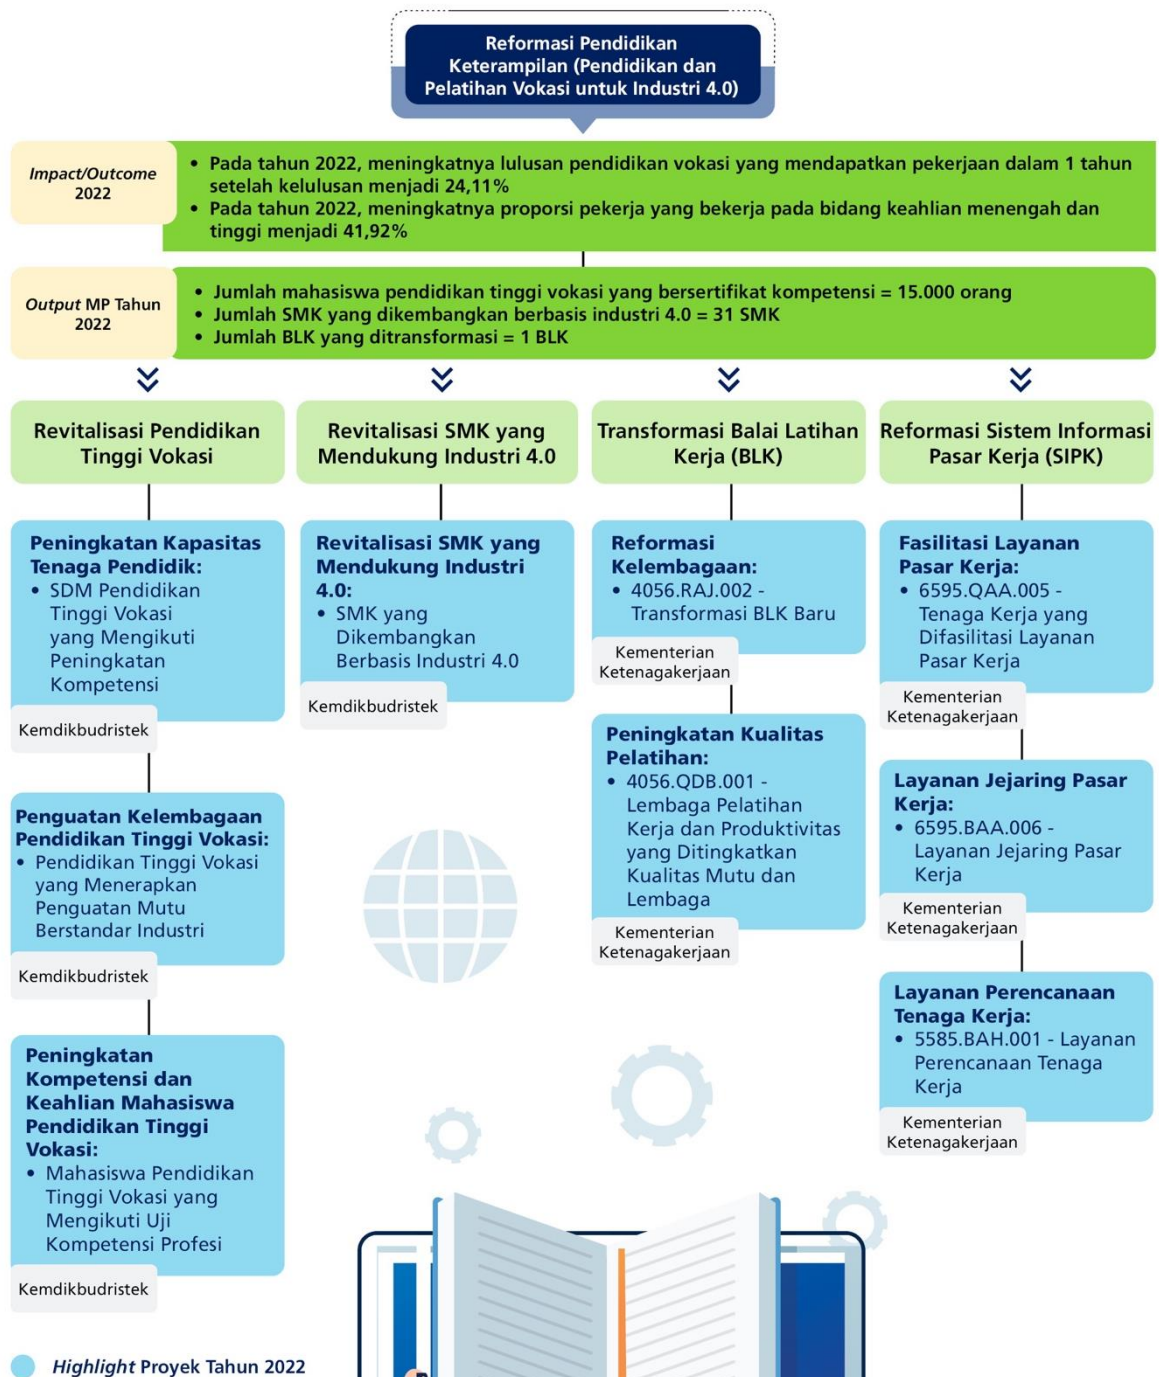 Reformasi Pendidikan
Keterampilan (Pendidikan dan
Pelatihan Vokasi untuk Industri 4.0)
Impact/Outcome
2022
• Pada tahun 2022, meningkatnya lulusan pendidikan vokasi yang mendapatkan pekerjaan dalam 1 tahun
setelah kelulusan menjadi 24,11%
• Pada tahun 2022, meningkatnya proporsi pekerja yang bekerja pada bidang keahlian menengah dan
tinggi menjadi 41,92%
Output MP Tahun
2022
• Jumlah mahasiswa pendidikan tinggi vokasi yang bersertifikat kompetensi = 15.000 orang
• Jumlah SMK yang dikembangkan berbasis industri 4.0 = 31 SMK
• Jumlah BLK yang ditransformasi = 1 BLK
Revitalisasi Pendidikan
Tinggi Vokasi
Peningkatan Kapasitas
Tenaga Pendidik:
• SDM Pendidikan
Tinggi Vokasi
yang Mengikuti
Peningkatan
Kompetensi
Kemdikbudristek
Penguatan Kelembagaan
Pendidikan Tinggi Vokasi:
• Pendidikan Tinggi Vokasi
yang Menerapkan
Penguatan Mutu
Berstandar Industri
Kemdikbudristek
Peningkatan
Kompetensi dan
Keahlian Mahasiswa
Pendidikan Tinggi
Vokasi:
• Mahasiswa Pendidikan
Tinggi Vokasi yang
Mengikuti Uji
Kompetensi Profesi
Kemdikbudristek
Revitalisasi SMK yang
Mendukung Industri 4.0
Revitalisasi SMK yang
Mendukung Industri
4.0:
• SMK yang
Dikembangkan
Berbasis Industri 4.0
Kemdikbudristek
Transformasi Balai Latihan
Kerja (BLK)
Reformasi
Kelembagaan:
• 4056.RAJ.002 -
Transformasi BLK Baru
Kementerian
Ketenagakerjaan
Peningkatan Kualitas
Pelatihan:
• 4056.QDB.001 -
Lembaga Pelatihan
Kerja dan Produktivitas
yang Ditingkatkan
Kualitas Mutu dan
Lembaga
Kementerian
Ketenagakerjaan
Reformasi Sistem Informasi
Pasar Kerja (SIPK)
Fasilitasi Layanan
Pasar Kerja:
• 6595.QAA.005 -
Tenaga Kerja yang
Difasilitasi Layanan
Pasar Kerja
Kementerian
Ketenagakerjaan
Layanan Jejaring Pasar
Kerja:
• 6595.BAA.006 -
Layanan Jejaring Pasar
Kerja
Kementerian
Ketenagakerjaan
Layanan Perencanaan
Tenaga Kerja:
• 5585.BAH.001 - Layanan
Perencanaan Tenaga
Kerja
Kementerian
Ketenagakerjaan
Highlight Proyek Tahun 2022